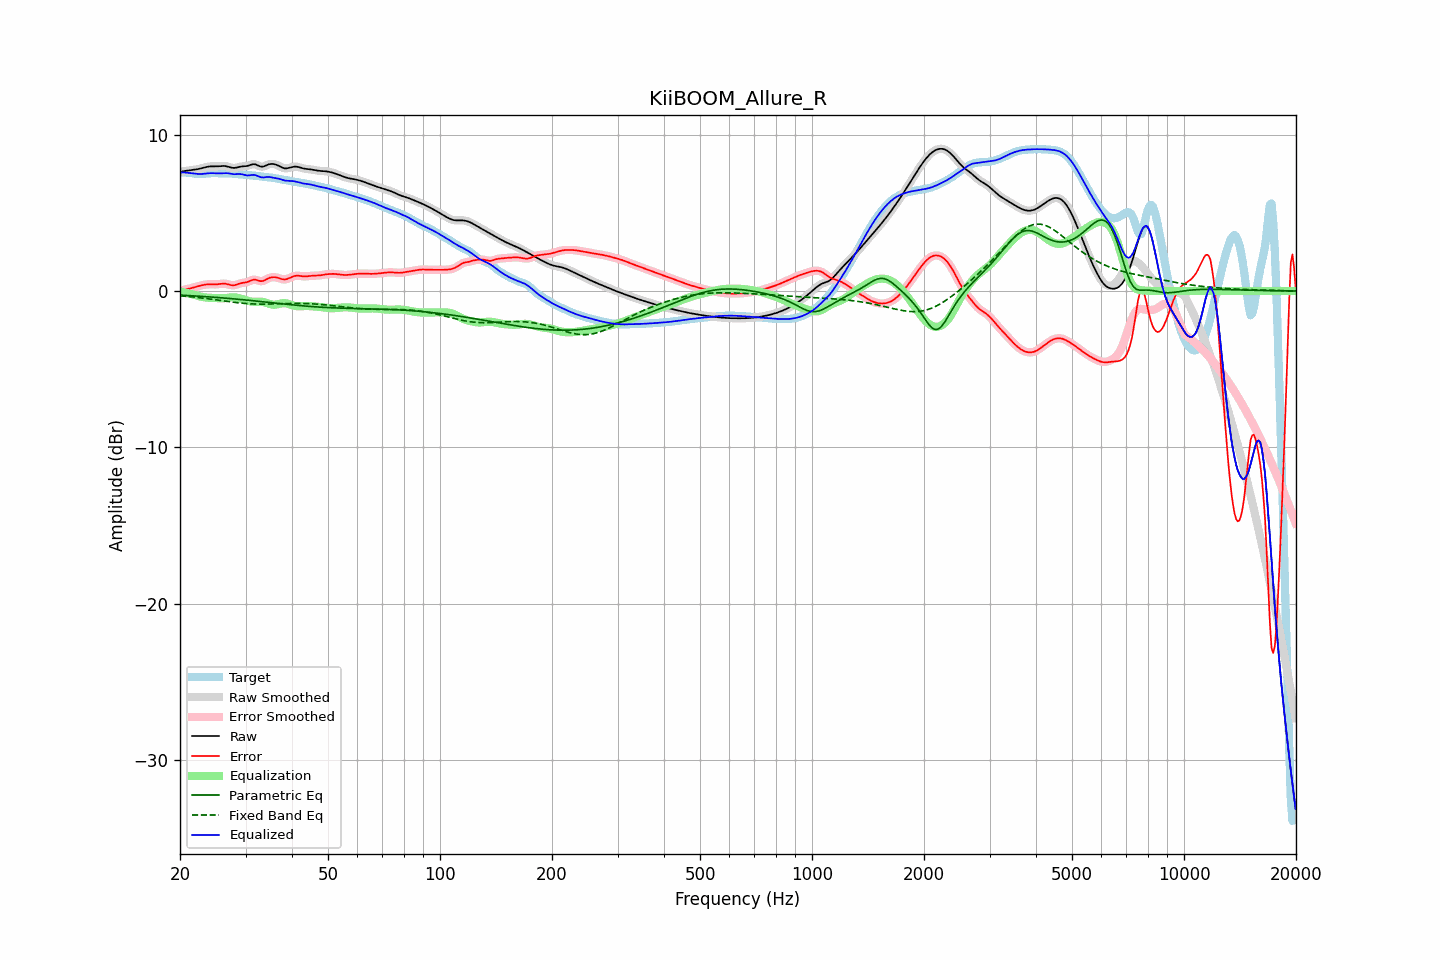 KiiBOOM_Allure_R
10
0
−10
−20
−30
Amplitude (dBr)
Target
Raw Smoothed
Error Smoothed
Raw
Error
Equalization
Parametric Eq
Fixed Band Eq
Equalized
20 50 100 200 500 1000 2000 5000 10000 20000
Frequency (Hz)